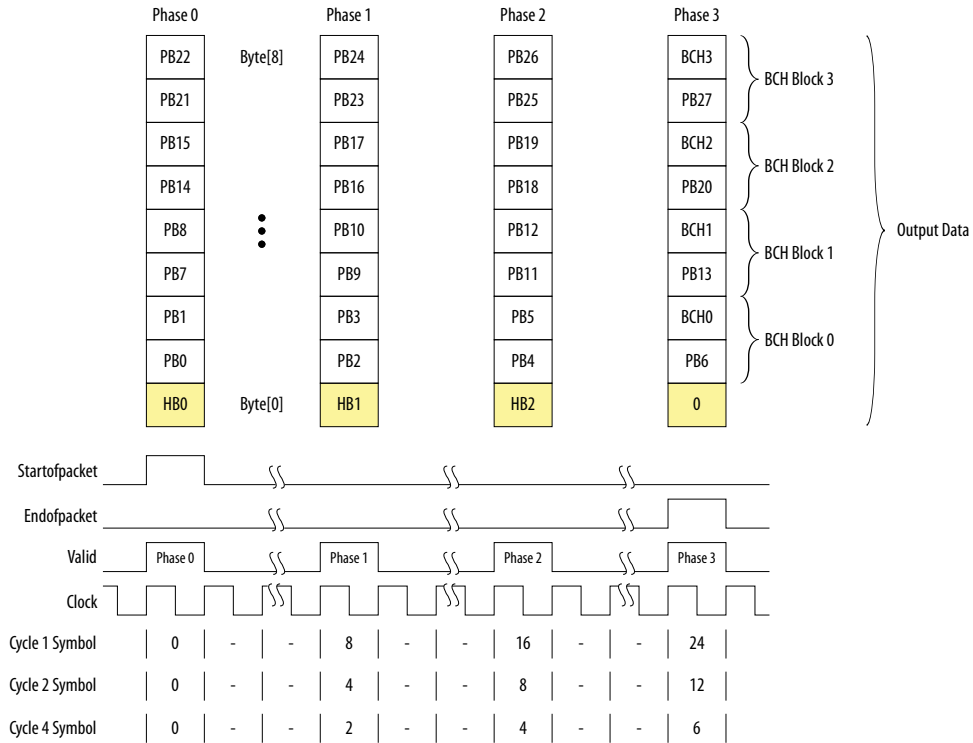 Phase 0 Phase 1 Phase 2 Phase 3
PB22 Byte[8] PB24 PB26 BCH3
BCH Block 3
PB21 PB23 PB25 PB27
PB15 PB17 PB19 BCH2
BCH Block 2
PB14 PB16 PB18 PB20
PB8 PB10 PB12 BCH1
Output Data
BCH Block 1
PB7 PB9 PB11 PB13
PB1 PB3 PB5 BCH0
BCH Block 0
PB0 PB2 PB4 PB6
HB0 Byte[0] HB1 HB2 0
Startofpacket
Endofpacket
Valid Phase 0 Phase 1 Phase 2 Phase 3
Clock
Cycle 1 Symbol 0 - - 8 - - 16 - - 24
Cycle 2 Symbol 0 - - 4 - - 8 - - 12
Cycle 4 Symbol 0 - - 2 - - 4 - - 6